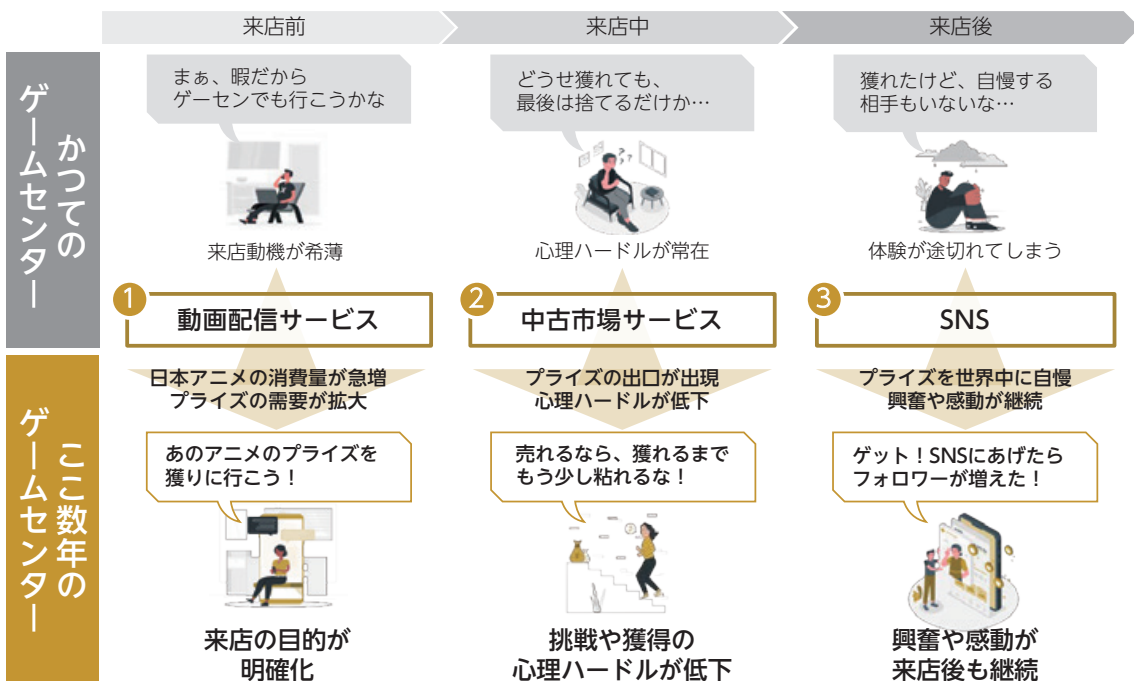 来店前
来店中
来店後
かつての
ゲームセンター
まぁ、暇だから
ゲーセンでも行こうかな
どうせ獲れても、
最後は捨てるだけか…
獲れたけど、自慢する
相手もいないな…
来店動機が希薄
心理ハードルが常在
体験が途切れてしまう
1 動画配信サービス
2 中古市場サービス
3 SNS
ここ数年の
ゲームセンター
日本アニメの消費量が急増
プライズの需要が拡大
プライズの出口が出現
心理ハードルが低下
プライズを世界中に自慢
興奮や感動が継続
あのアニメのプライズを
獲りに行こう！
売れるなら、獲れるまで
もう少し粘れるな！
ゲット！SNSにあげたら
フォロワーが増えた！
来店の目的が
明確化
挑戦や獲得の
心理ハードルが低下
興奮や感動が
来店後も継続